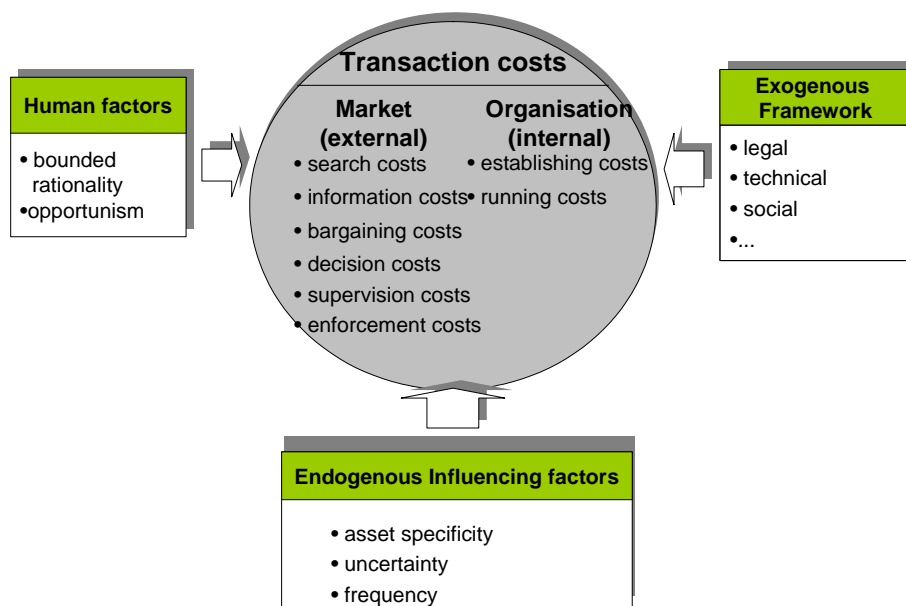 Transaction costs
Human factors
• bounded
rationality
•opportunism
Market
(external)
• search costs
• information costs
• bargaining costs
• decision costs
• supervision costs
• enforcement costs
Organisation
(internal)
• establishing costs
• running costs
Exogenous
Framework
• legal
• technical
• social
•...
Endogenous Influencing factors
• asset specificity
• uncertainty
• frequency